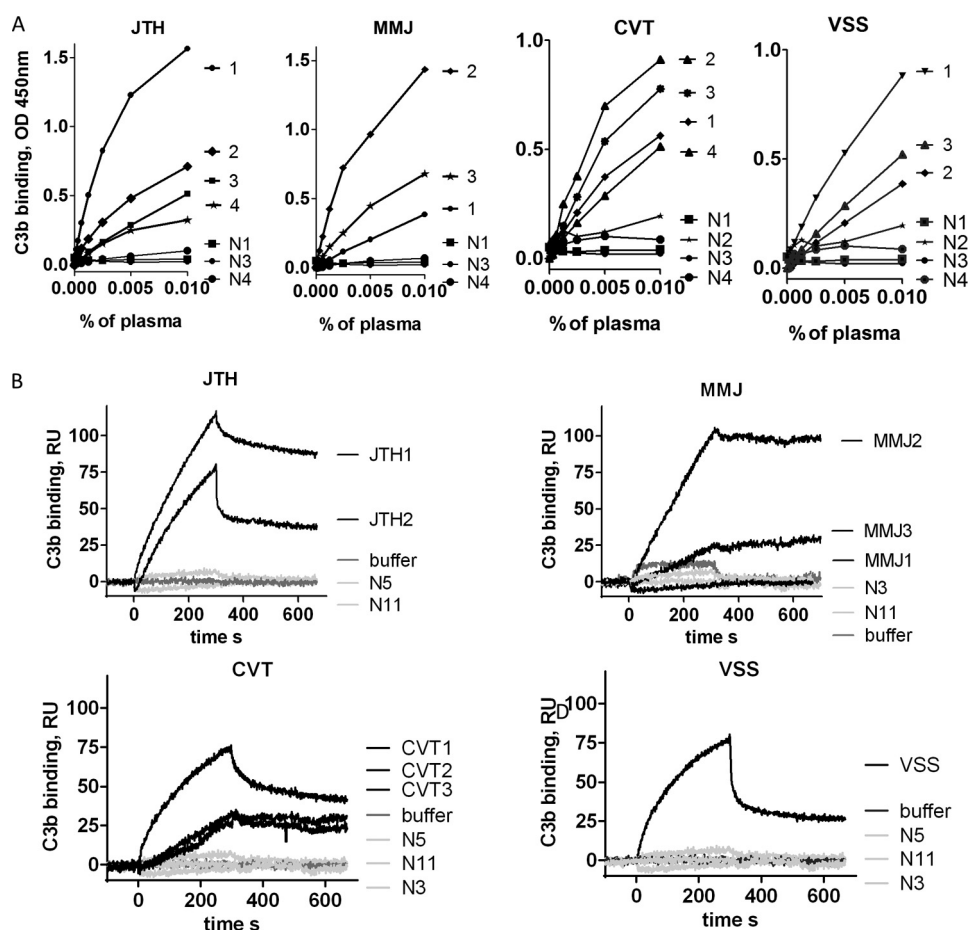 A
JTH
C3b binding, OD 450nm
1.5
1.0
0.5
0.0
0.000 0.005 0.010
% of plasma
1
2
3
4
N1
N3
N4
MMJ
1.5
1.0
0.5
0.0
0.000 0.005 0.010
% of plasma
2
3
1
N1
N3
N4
CVT
1.0
0.5
0.0
0.000 0.005 0.010
% of plasma
2
3
1
4
N1
N2
N3
N4
VSS
1.0
0.5
0.0
0.000 0.005 0.010
% of plasma
1
3
2
N1
N2
N3
N4
B
JTH
C3b binding, RU
100
75
50
25
0
0 200 400 600
time s
JTH1
JTH2
buffer
N5
N11
MMJ
C3b binding, RU
100
75
50
25
0
0 200 400 600
time s
MMJ2
MMJ3
MMJ1
N3
N11
buffer
CVT
C3b binding, RU
100
75
50
25
0
0 200 400 600
time s
CVT1
CVT2
CVT3
buffer
N5
N11
N3
VSS
C3b binding, RU
D
100
75
50
25
0
0 200 400 600
time s
VSS
buffer
N5
N11
N3